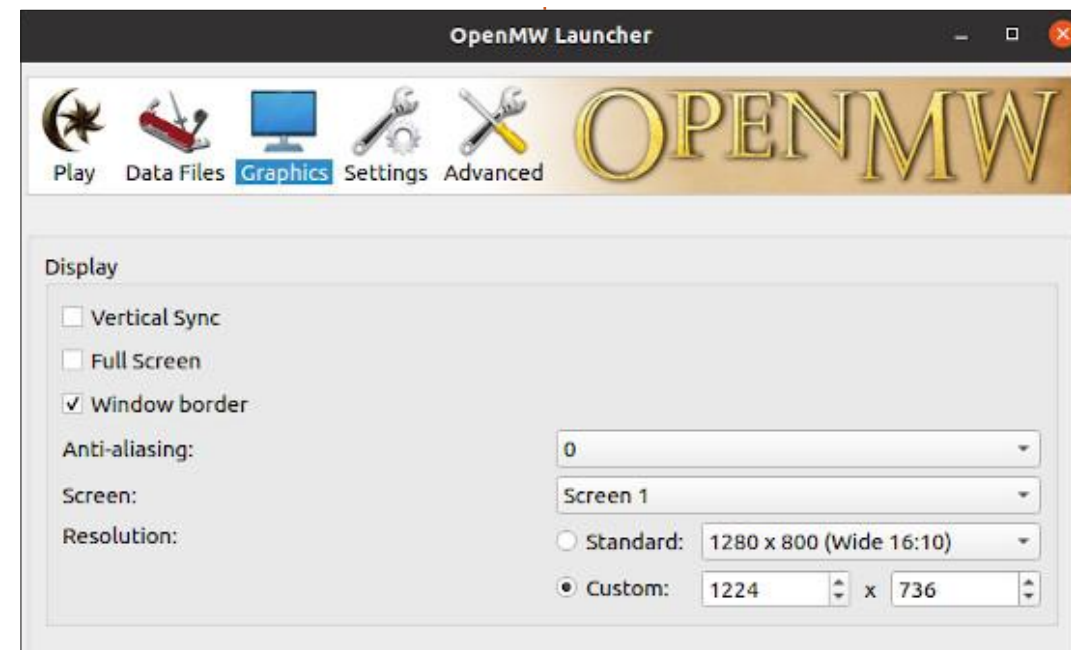 OpenMW Launcher
OPENMW
Play Data Files Graphics Settings Advanced
Display
Vertical Sync
Full Screen
Window border
Anti-aliasing: 0
Screen: Screen 1
Resolution: Standard: 1280 x 800 (Wide 16:10)
Custom: 1224 x 736